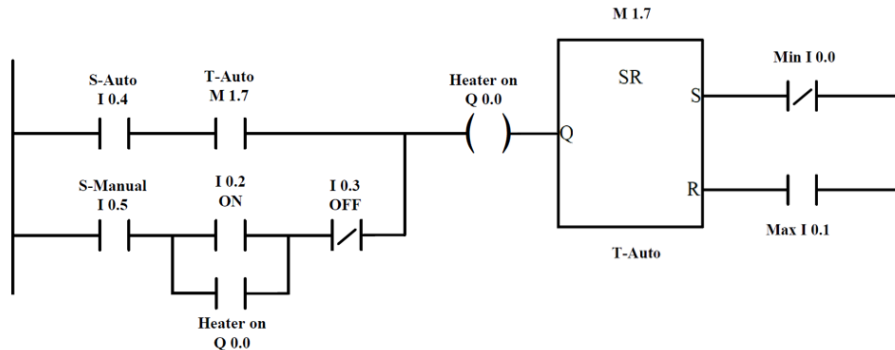 M 1.7
S-Auto
I 0.4
T-Auto
M 1.7
Heater on
Q 0.0
SR
Min I 0.0
S
Q
S-Manual
I 0.5
I 0.2
ON
I 0.3
OFF
R
Max I 0.1
T-Auto
Heater on
Q 0.0